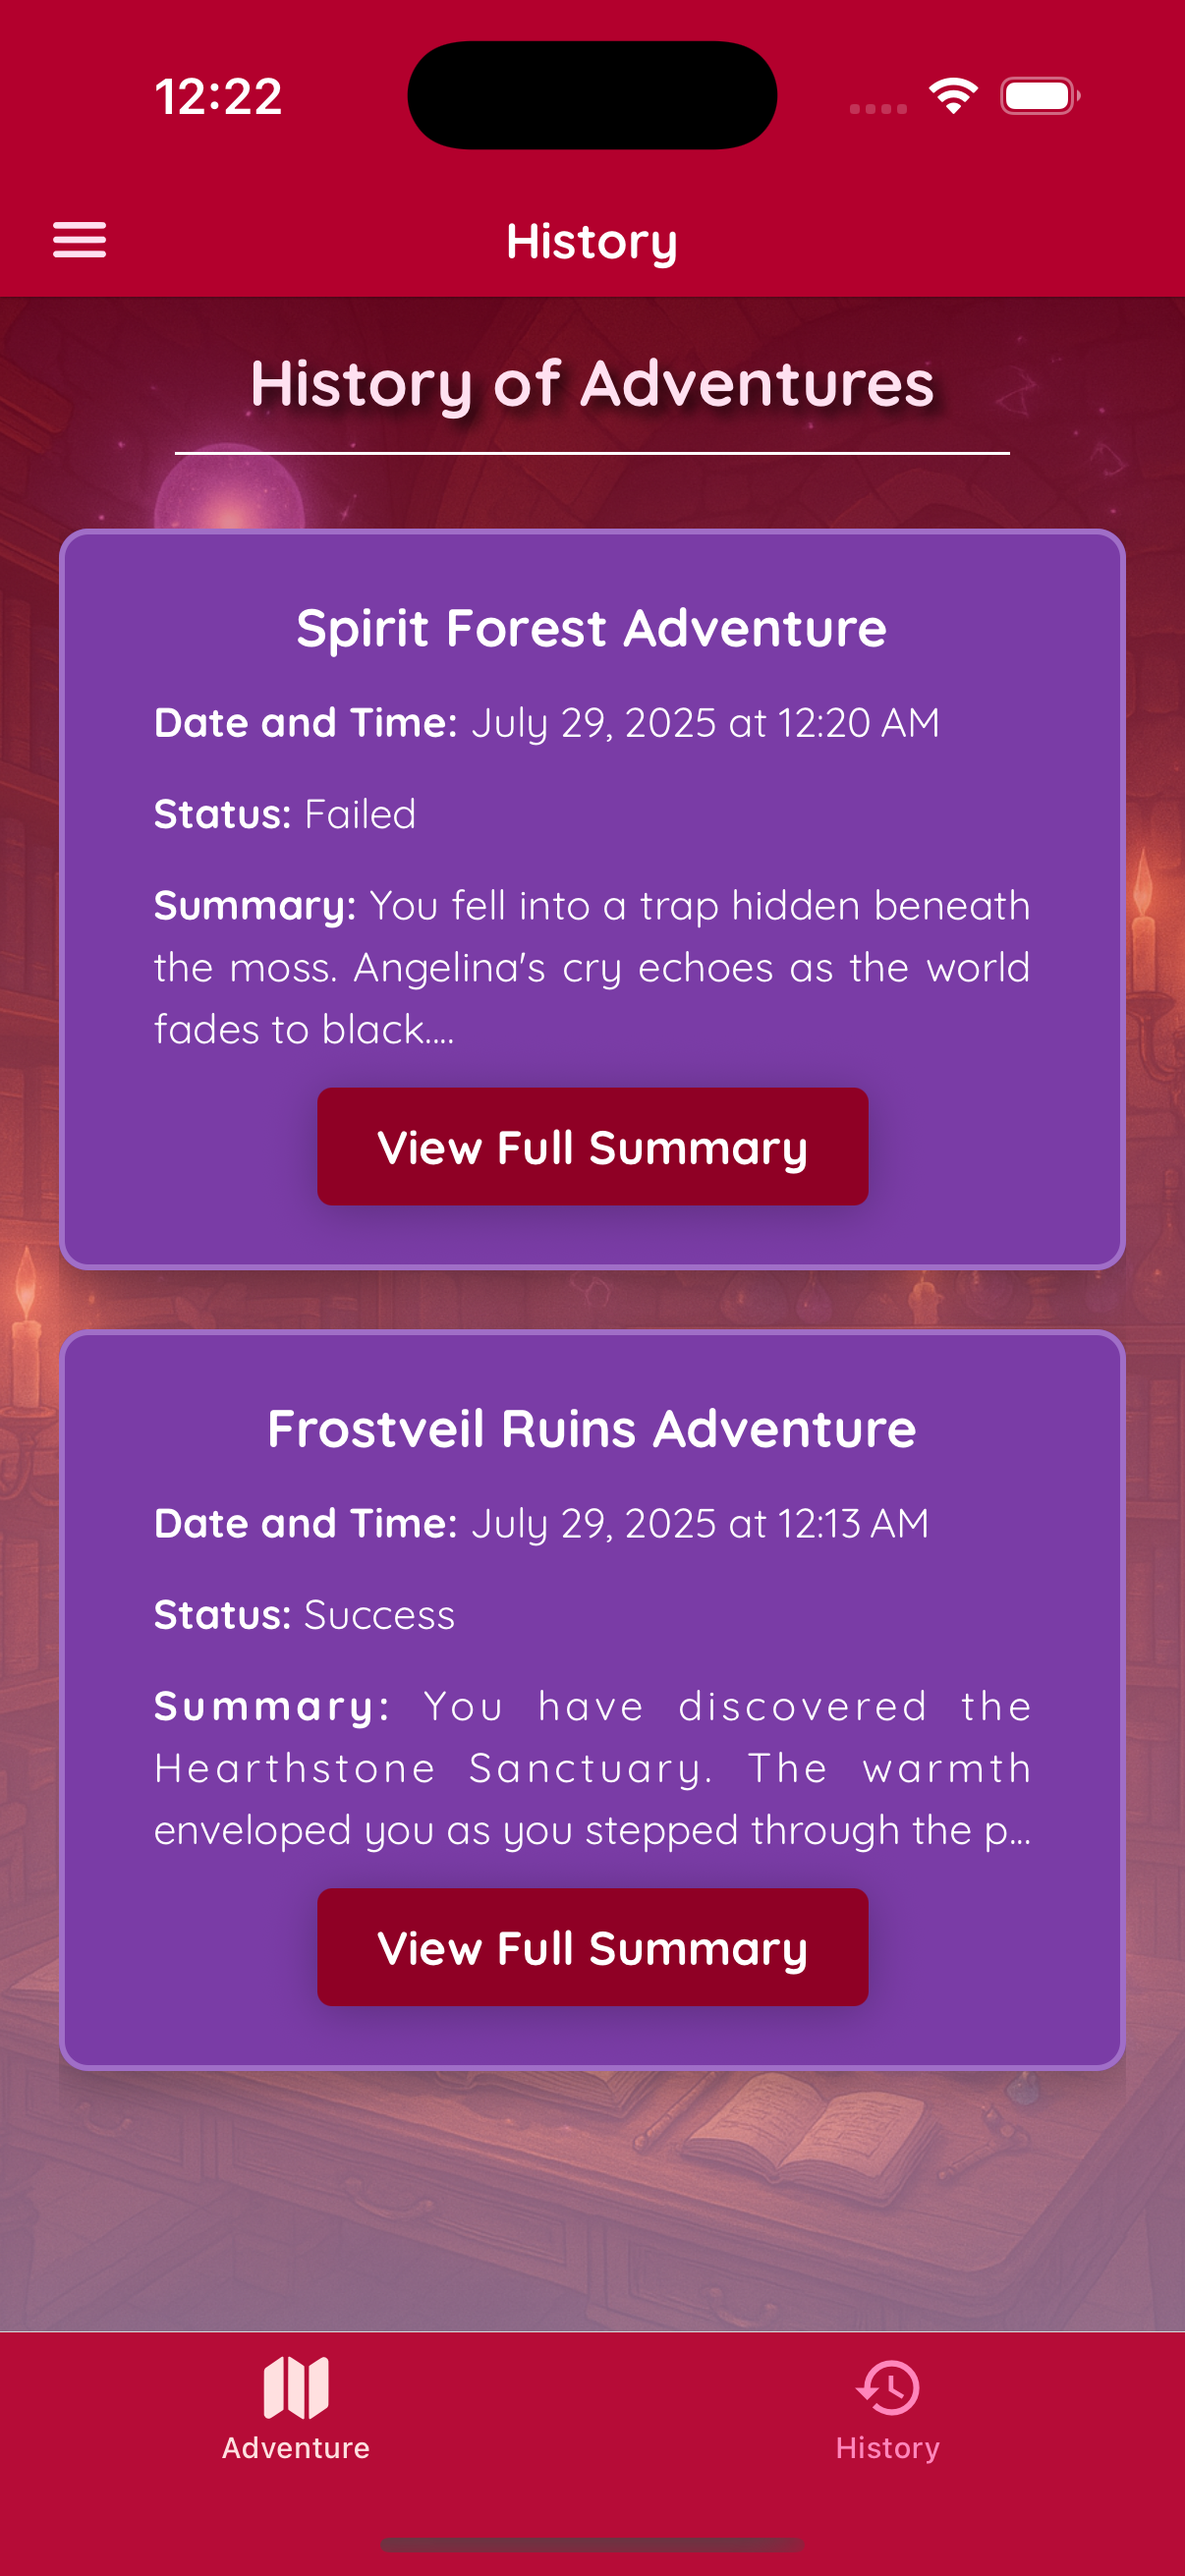 12:22
History
History of Adventures
Spirit Forest Adventure
Date and Time: July 29, 2025 at 12:20 AM
Status: Failed
Summary: You fell into a trap hidden beneath
the moss. Angelina's cry echoes as the world
fades to black....
View Full Summary
Frostveil Ruins Adventure
Date and Time: July 29, 2025 at 12:13 AM
Status: Success
Summary: You have discovered the
Hearthstone Sanctuary. The warmth
enveloped you as you stepped through the p...
View Full Summary
Adventure
History